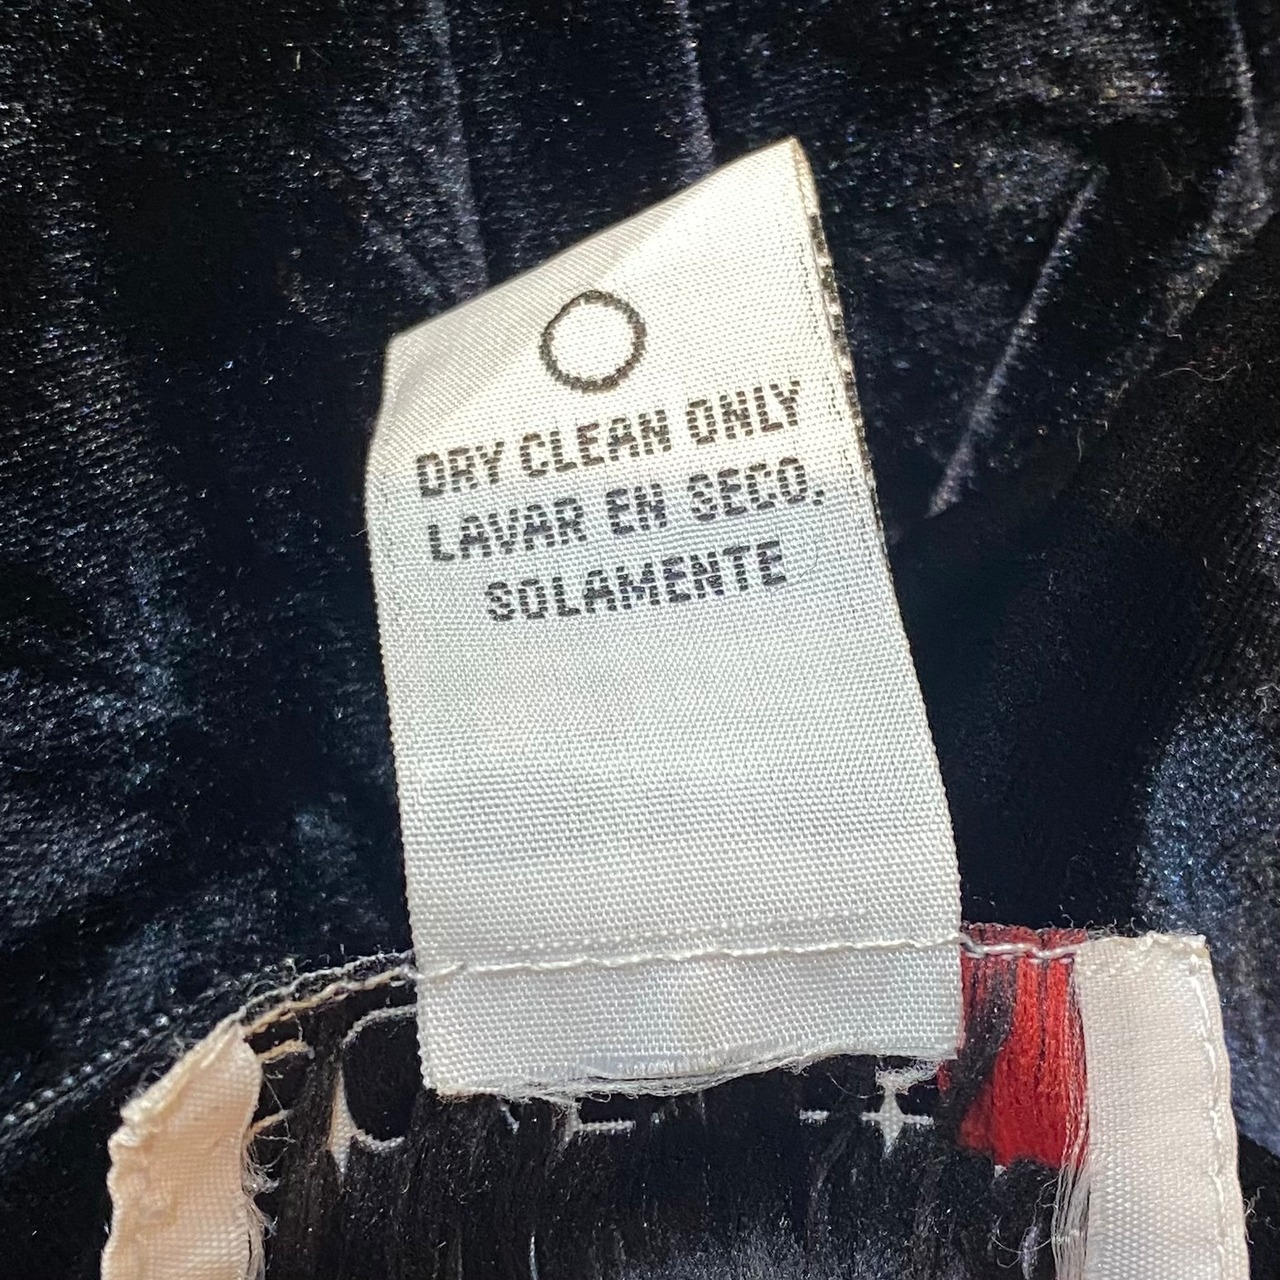 DRY CLEAN ONLY
LAVAR EN SECO.
SOLAMENTE